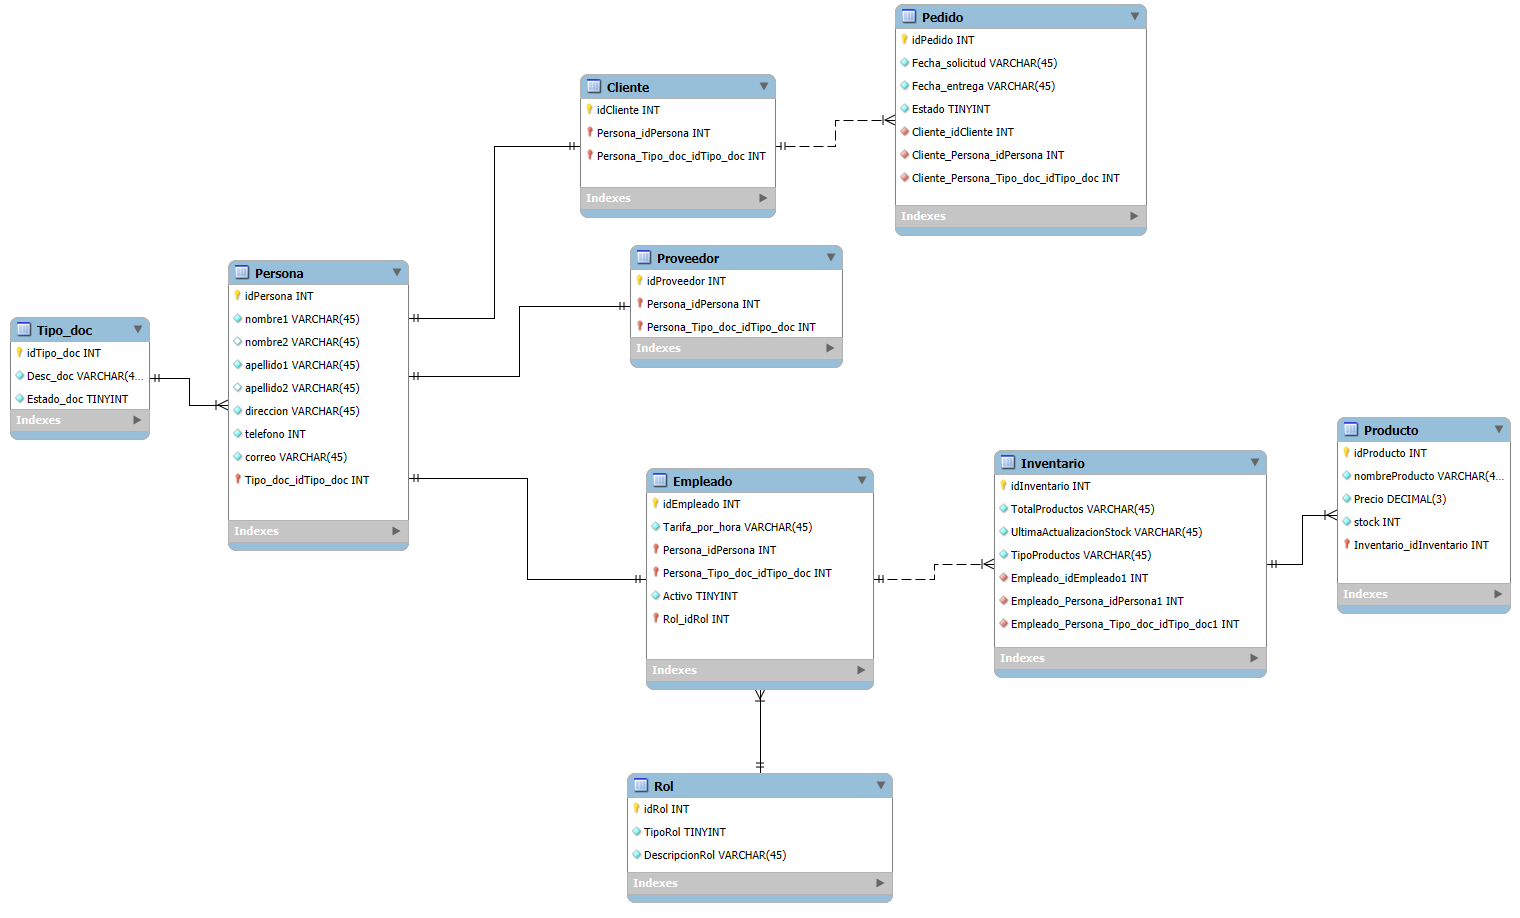 Pedido
idPedido INT
Fecha_solicitud VARCHAR(45)
Fecha_entrega VARCHAR(45)
Estado TINYINT
Cliente_idCliente INT
Cliente_Persona_idPersona INT
Cliente_Persona_Tipo_doc_idTipo_doc INT
Indexes
Cliente
idCliente INT
Persona_idPersona INT
Persona_Tipo_doc_idTipo_doc INT
Indexes
Proveedor
idProveedor INT
Persona_idPersona INT
Persona_Tipo_doc_idTipo_doc INT
Indexes
Persona
idPersona INT
nombre1 VARCHAR(45)
nombre2 VARCHAR(45)
apellido1 VARCHAR(45)
apellido2 VARCHAR(45)
direccion VARCHAR(45)
telefono INT
correo VARCHAR(45)
Tipo_doc_idTipo_doc INT
Indexes
Tipo_doc
idTipo_doc INT
Desc_doc VARCHAR(4...
Estado_doc TINYINT
Indexes
Empleado
idEmpleado INT
Tarifa_por_hora VARCHAR(45)
Persona_idPersona INT
Persona_Tipo_doc_idTipo_doc INT
Activo TINYINT
Rol_idRol INT
Indexes
Inventario
idInventario INT
TotalProductos VARCHAR(45)
UltimaActualizacionStock VARCHAR(45)
TipoProductos VARCHAR(45)
Empleado_idEmpleado1 INT
Empleado_Persona_idPersona1 INT
Empleado_Persona_Tipo_doc_idTipo_doc1 INT
Indexes
Producto
idProducto INT
nombreProducto VARCHAR(4...
Precio DECIMAL(3)
stock INT
Inventario_idInventario INT
Indexes
Rol
idRol INT
TipoRol TINYINT
DescripcionRol VARCHAR(45)
Indexes